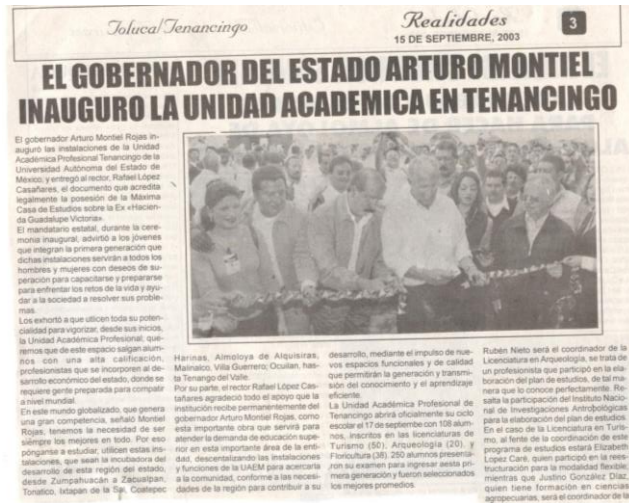 Toluca/Tenancingo
Realidades
15 DE SEPTIEMBRE, 2003
3
EL GOBERNADOR DEL ESTADO ARTURO MONTIEL
INAUGURO LA UNIDAD ACADEMICA EN TENANCINGO
El gobernador Arturo Montiel Rojas in-
auguró las instalaciones de la Unidad
Académica Profesional Tenancingo de la
Universidad Autónoma del Estado de
México, y entregó al rector, Rafael López
Casañares, el documento que acredita
legalmente la posesión de la Máxima
Casa de Estudios sobre la Ex «Hacien-
da Guadalupe Victoria».
El mandatario estatal, durante la cere-
monia inaugural, advirtió a los jóvenes
que integran la primera generación que
dichas instalaciones servirán a todos los
hombres y mujeres con deseos de su-
peración para capacitarse y prepararse
para enfrentar los retos de la vida y ayu-
dar a la sociedad a resolver sus proble-
mas.
Los exhortó a que utilicen toda su poten-
cialidad para vigorizar, desde sus inicios,
la Unidad Académica Profesional, que-
remos que de este espacio salgan alum-
nos con una alta calificación,
profesionistas que se incorporen al de-
sarrollo económico del estado, donde se
requiere gente preparada para compatir
a nivel mundial.
En este mundo globalizado, que genera
una gran competencia, señaló Montiel
Rojas, tenemos la necesidad de ser
siempre los mejores en todo. Por eso
pónganse a estudiar, utilicen estas ins-
talaciones, que sean la incubadora del
desarrollo de esta región del estado,
desde Zumpahuacán a Zacualpan,
Tonatico, Ixtapan de la Sal, Coatepec
Harinas, Almoloya de Alquisiras,
Malinalco, Villa Guerrero, Ocuilan, has-
ta Tenango del Valle.
Por su parte, el rector Rafael López Cas-
tañares agradeció todo el apoyo que la
institución recibe permanentemente del
gobernador Arturo Montiel Rojas, como
esta importante obra que servirá para
atender la demanda de educación supe-
rior en esta importante área de la enti-
dad, descentralizando las instalaciones
y funciones de la UAEM para acercarla
a la comunidad, conforme a las necesi-
dades de la región para contribuir a su
desarrollo, mediante el impulso de nue-
vos espacios funcionales y de calidad
que permitirán la generación y transmi-
sión del conocimiento y el aprendizaje
eficiente.
La Unidad Académica Profesional de
Tenancingo abrirá oficialmente su ciclo
escolar el 17 de septiembre con 108 alum-
nos, inscritos en las licenciaturas de
Turismo (50). Arqueología (20), y
Floricultura (38). 250 alumnos presenta-
ron su examen para ingresar aesta pri-
mera generación y fueron seleccionados
los mejores promedios.
Rubén Nieto será el coordinador de la
Licenciatura en Arqueología, se trata de
un profesionista que participó en la ela-
boración del plan de estudios, de tal ma-
nera que lo conoce perfectamente. Re-
salta la participación del Instituto Nacio-
nal de Investigaciones Antropológicas
para la elaboración del plan de estudios.
En el caso de la Licenciatura en Turis-
mo, al fente de la coordinación de este
programa de estudios estará Elizabeth
López Caré, quien participó en la rees-
tructuración para la modalidad flexible,
mientras que Justino González Díaz,
quien tiene formación en ciencias
agropecuarias, será el coordinador de la